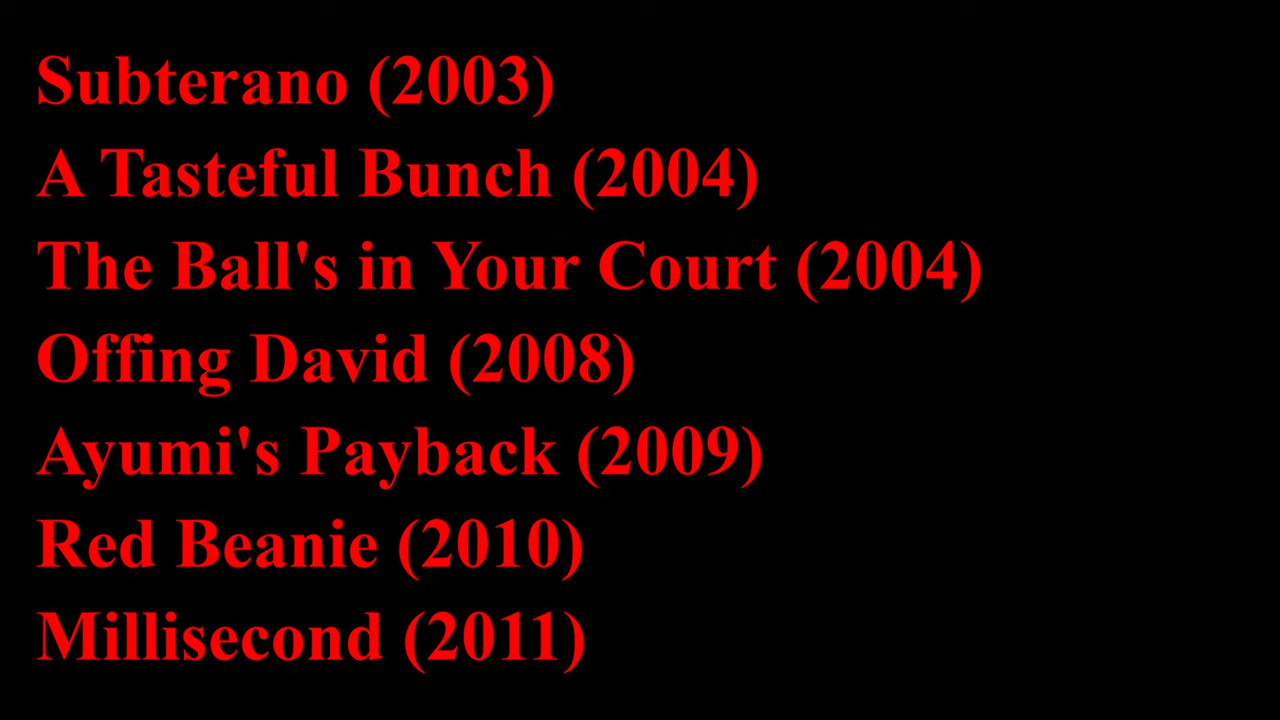 Subterano (2003)
A Tasteful Bunch (2004)
The Ball's in Your Court (2004)
Offing David (2008)
Ayumi's Payback (2009)
Red Beanie (2010)
Millisecond (2011)